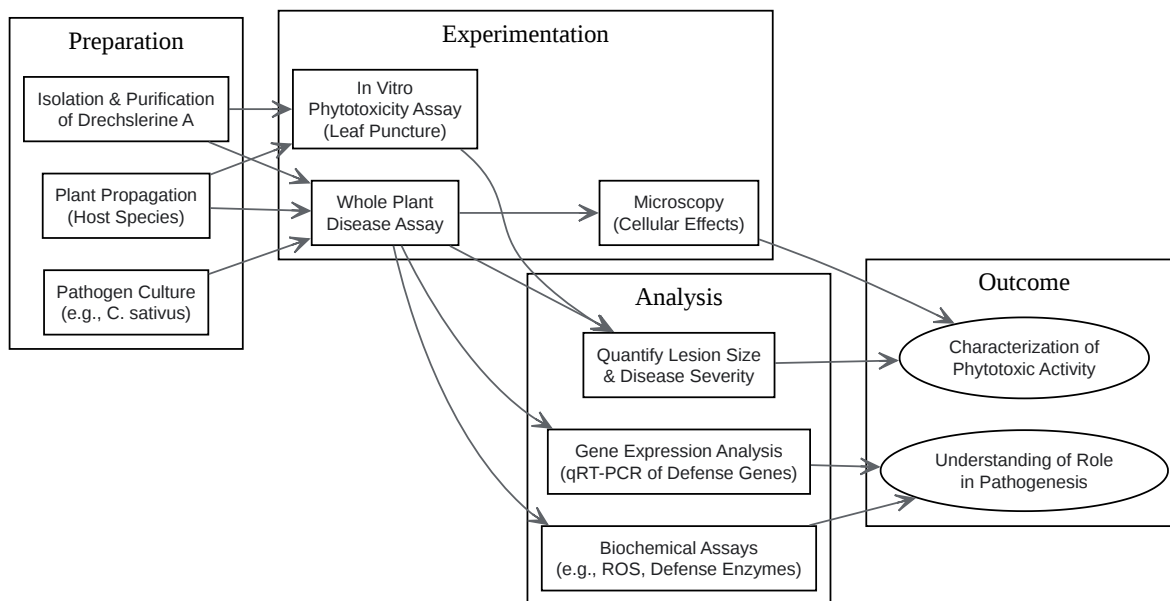 Preparation
Isolation & Purification
of Drechslerine A
Plant Propagation
(Host Species)
Pathogen Culture
(e.g., C. sativus)
Experimentation
In Vitro
Phytotoxicity Assay
(Leaf Puncture)
Whole Plant
Disease Assay
Microscopy
(Cellular Effects)
Analysis
Quantify Lesion Size
& Disease Severity
Gene Expression Analysis
(qRT-PCR of Defense Genes)
Biochemical Assays
(e.g., ROS, Defense Enzymes)
Outcome
Characterization of
Phytotoxic Activity
Understanding of Role
in Pathogenesis